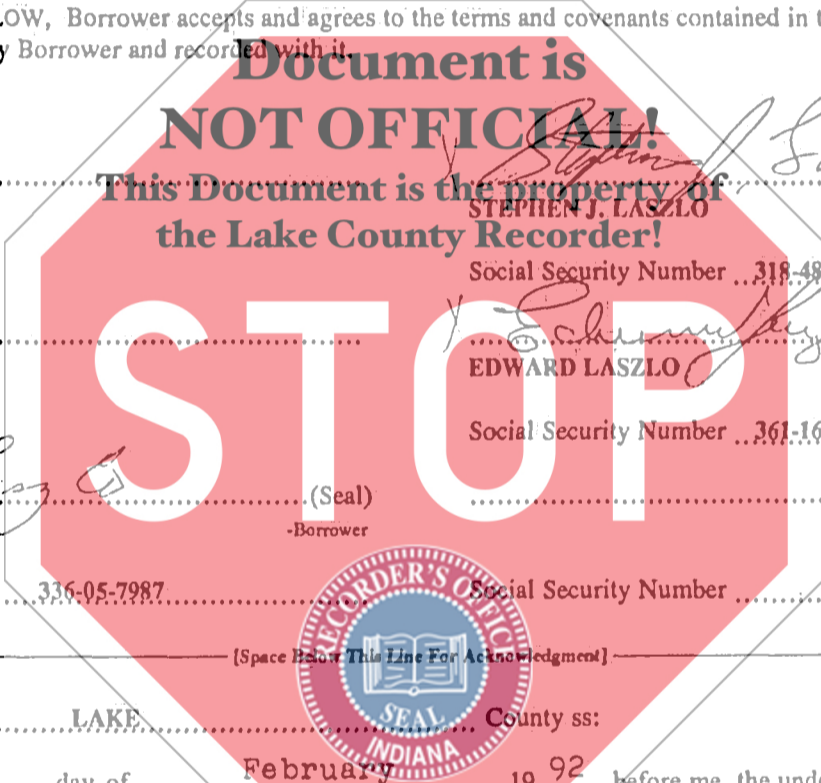 OW, Borrower accepts and agrees to the terms and covenants contained in
y Borrower and recorded with it.
Document is
NOT OFFICIAL!
This Document is the property of
the Lake County Recorder!
STEPHEN J. LASZLO
Social Security Number 318-48
EDWARD LASZLO
Social Security Number 361-16
STOP
(Seal)
-Borrower
336-05-7987 Social Security Number
[Space Below This Line For Acknowledgment]
RECORDER'S OFFICE
SEAL
INDIANA
LAKE County ss:
day of February 19 92 before me, the und